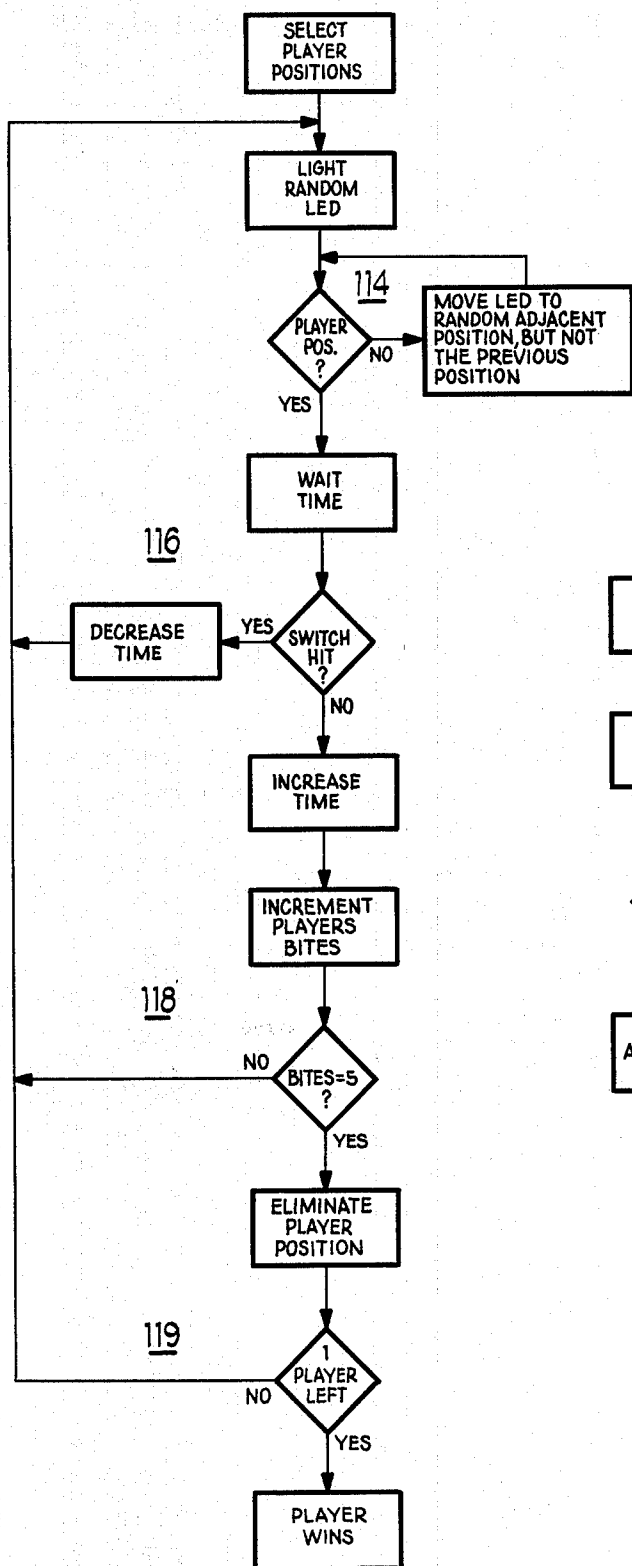 SELECT
PLAYER
POSITIONS
LIGHT
RANDOM
LED
114
PLAYER
POS.
?
NO
MOVE LED TO
RANDOM ADJACENT
POSITION, BUT NOT
THE PREVIOUS
POSITION
YES
WAIT
TIME
116
DECREASE
TIME
YES
SWITCH
HIT
?
NO
INCREASE
TIME
INCREMENT
PLAYERS
BITES
118
NO
BITES=5
?
A
YES
ELIMINATE
PLAYER
POSITION
119
1
PLAYER
LEFT
NO
YES
PLAYER
WINS